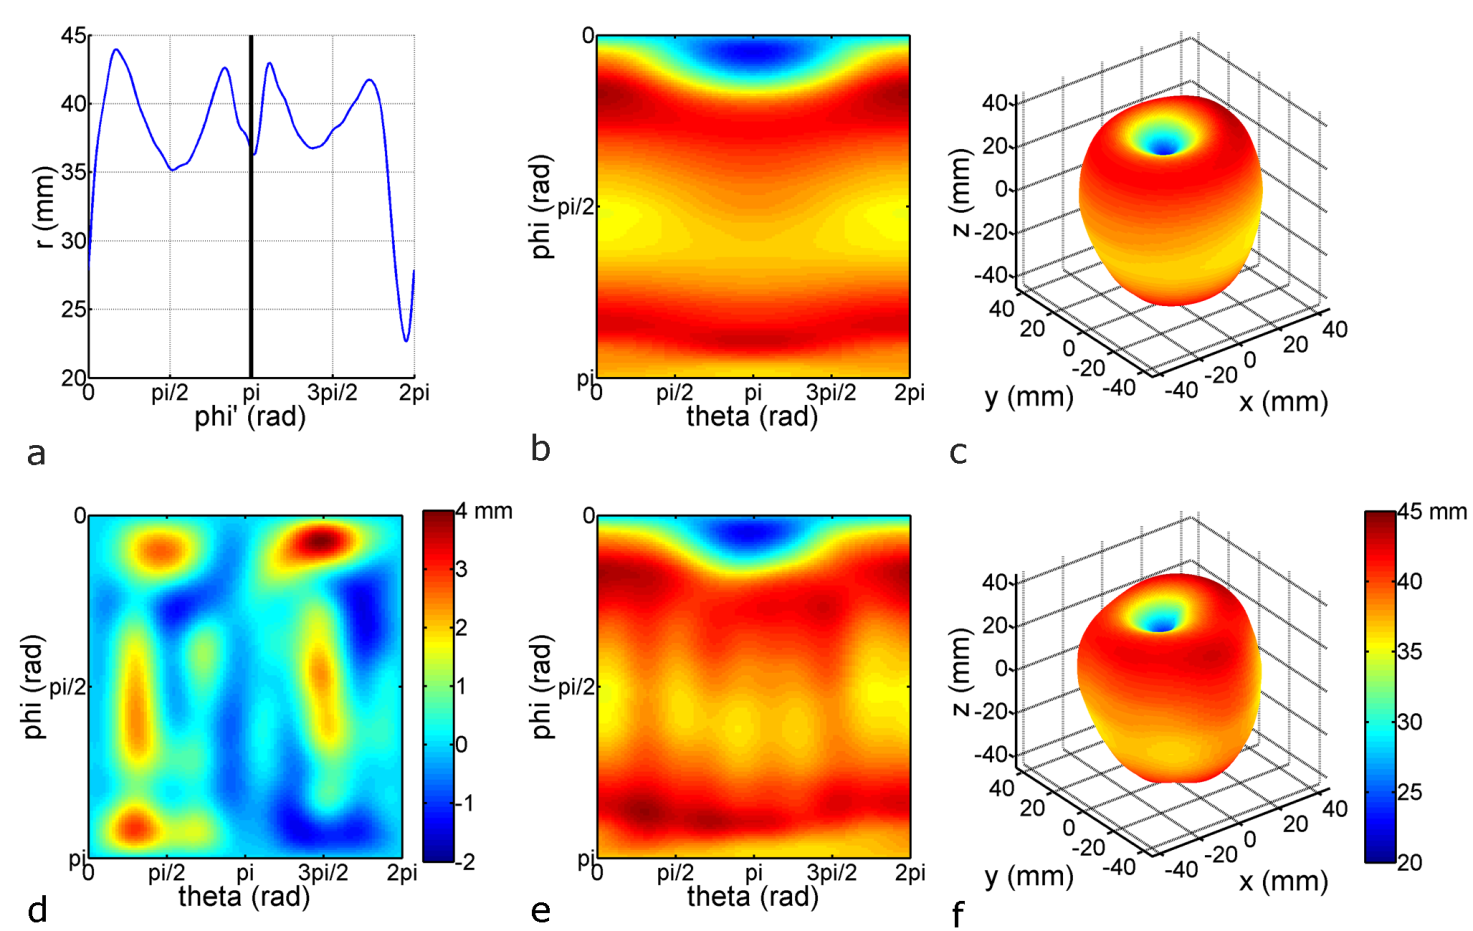 45
40
35
30
25
20
r (mm)
0 pi/2 pi 3pi/2 2pi
phi' (rad)
a
0
pi/2
pi
phi (rad)
0 pi/2 pi 3pi/2 2pi
theta (rad)
b
40
20
0
-20
-40
z (mm)
40
20
0
-20
-40
y (mm)
-40
-20
0
20
40
x (mm)
c
0
pi/2
pi
phi (rad)
0 pi/2 pi 3pi/2 2pi
theta (rad)
4 mm
3
2
1
0
-1
-2
d
0
pi/2
pi
phi (rad)
0 pi/2 pi 3pi/2 2pi
theta (rad)
e
40
20
0
-20
-40
z (mm)
40
20
0
-20
-40
y (mm)
-40
-20
0
20
40
x (mm)
45 mm
40
35
30
25
20
f